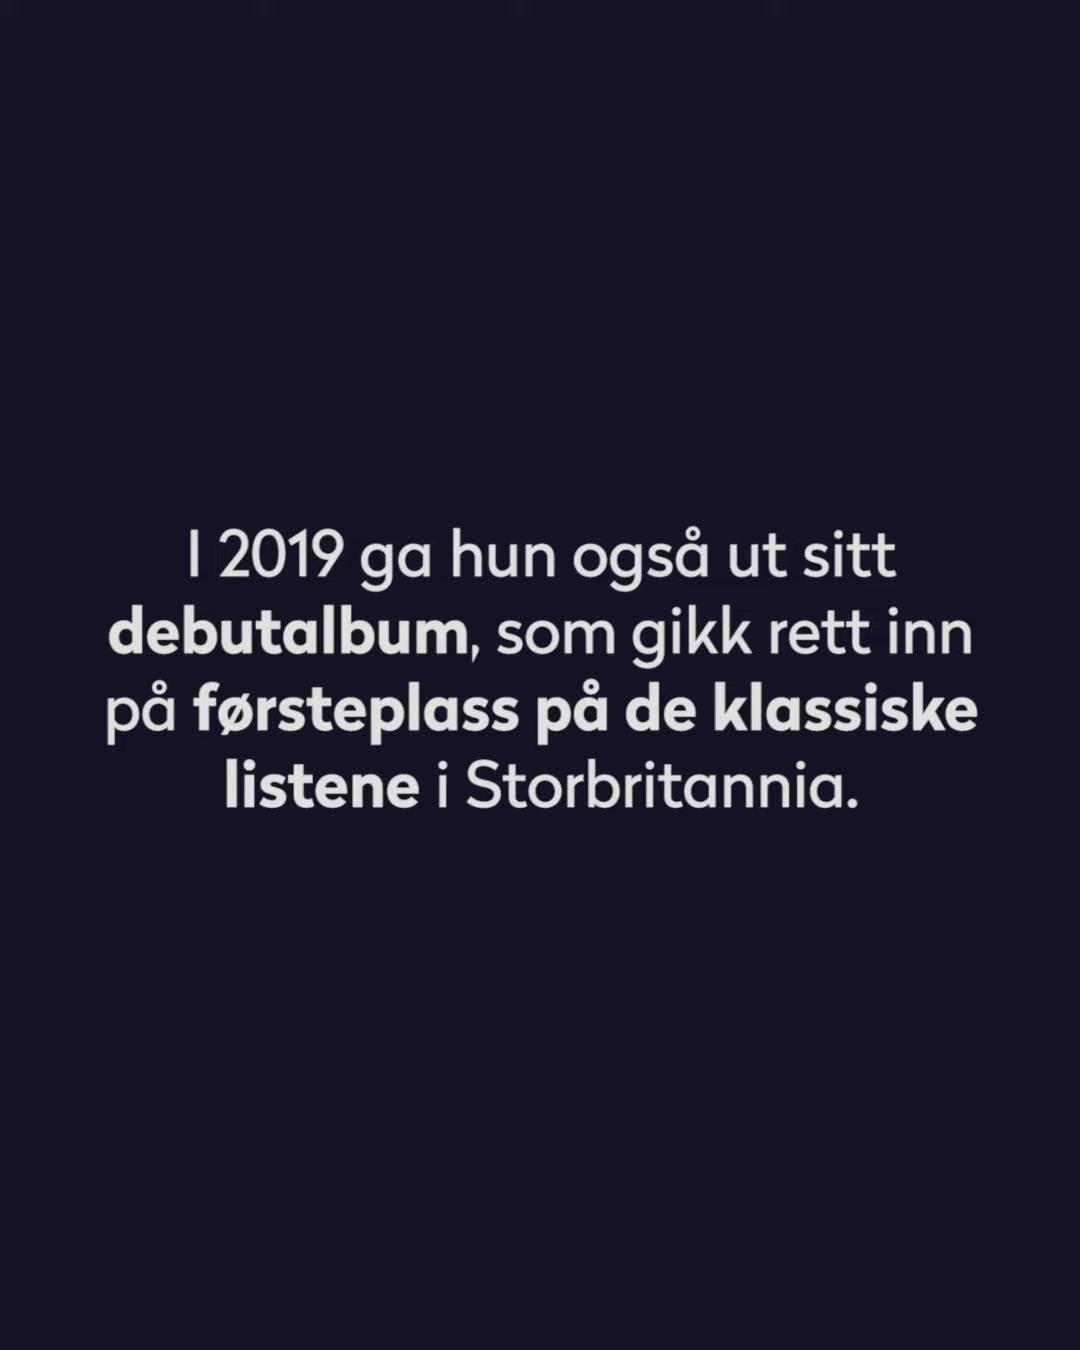 I 2019 ga hun også ut sitt
debutalbum, som gikk rett inn
på førsteplass på de klassiske
listene i Storbritannia.